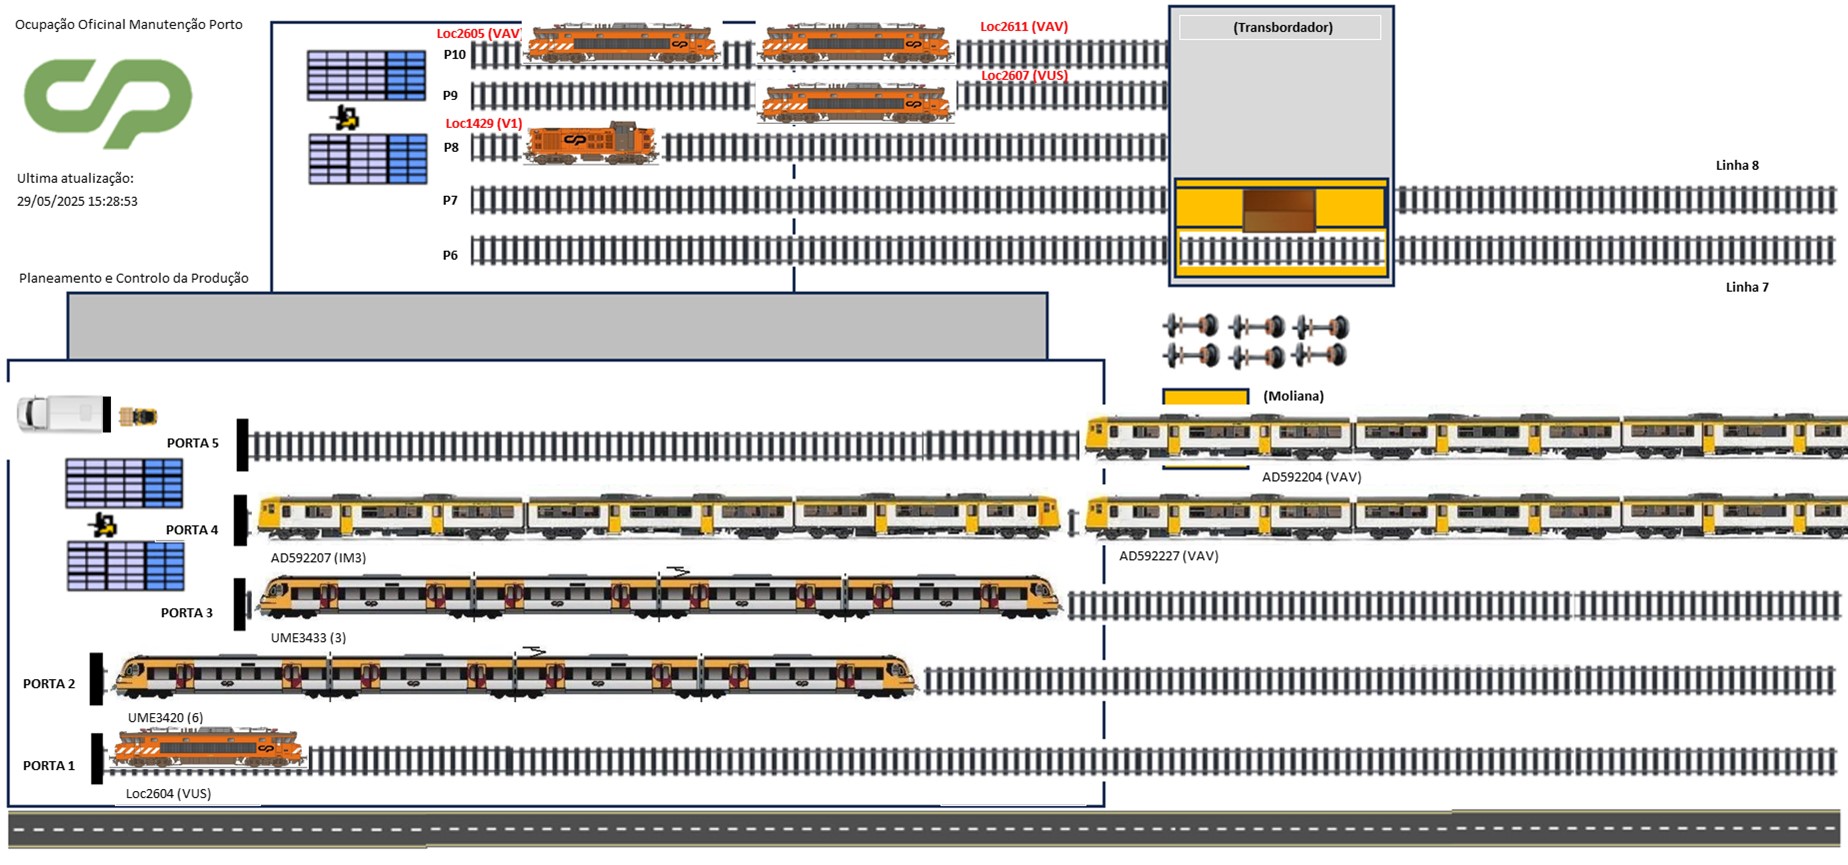 Ocupação Oficinal Manutenção Porto
CP
Ultima atualização:
29/05/2025 15:28:53
Planeamento e Controlo da Produção
Loc2605 (VAV)
Loc2611 (VAV)
P10
Loc2607 (VUS)
P9
Loc1429 (V1)
P8
P7
P6
(Transbordador)
Linha 8
Linha 7
(Moliana)
PORTA 5
AD592204 (VAV)
PORTA 4
AD592207 (IM3)
AD592227 (VAV)
PORTA 3
UME3433 (3)
PORTA 2
UME3420 (6)
PORTA 1
Loc2604 (VUS)